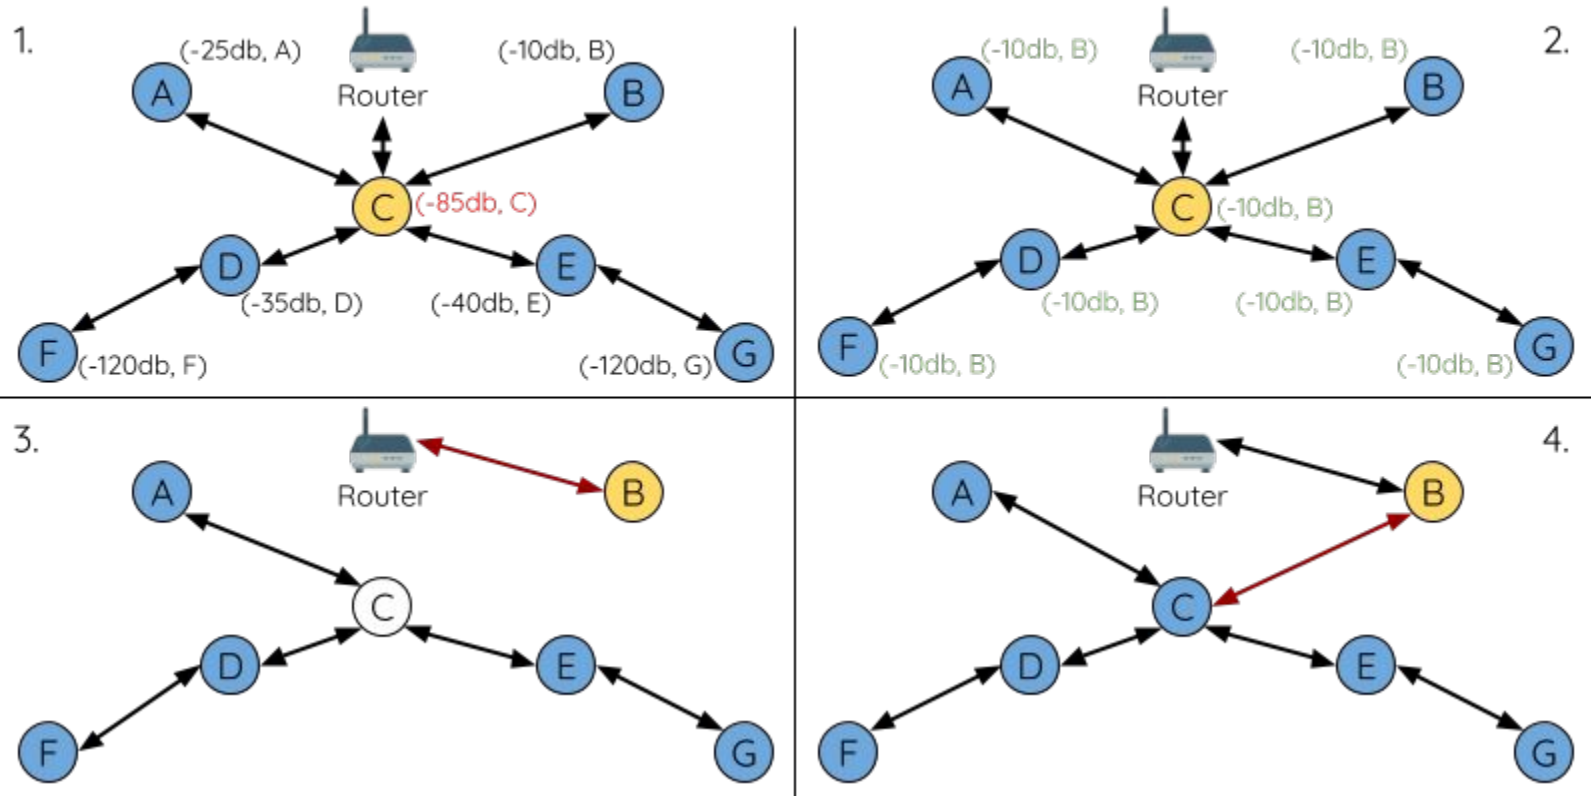 1.
(-25db, A)
(-10db, B)
A
Router
B
C
(-85db, C)
D
E
(-35db, D)
(-40db, E)
F
(-120db, F)
(-120db, G)
G
2.
(-10db, B)
(-10db, B)
A
Router
B
C
(-10db, B)
D
E
(-10db, B)
(-10db, B)
F
(-10db, B)
(-10db, B)
G
3.
A
Router
B
C
D
E
F
G
4.
A
Router
B
C
D
E
F
G